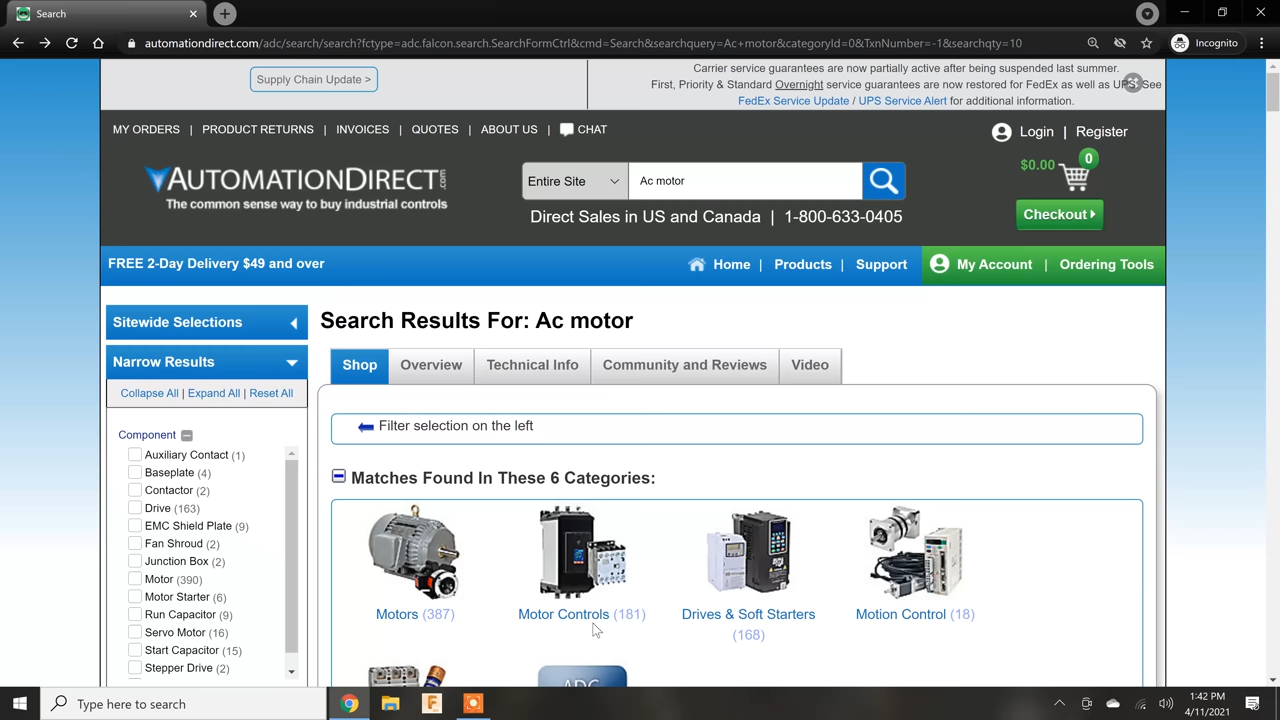 Search
automationdirect.com/adc/search/search?fctype=adc.falcon.search.SearchFormCtrl&cmd=Search&searchquery=Ac+motor&categoryId=0&TxnNumber=-1&searchqty=10
Incognito
Supply Chain Update >
Carrier service guarantees are now partially active after being suspended last summer.
First, Priority & Standard Overnight service guarantees are now restored for FedEx as well as UPS. See
FedEx Service Update / UPS Service Alert for additional information.
MY ORDERS | PRODUCT RETURNS | INVOICES | QUOTES | ABOUT US | CHAT
Login | Register
AUTOMATIONDIRECT
The common sense way to buy industrial controls
Entire Site
Ac motor
$0.00
0
Direct Sales in US and Canada | 1-800-633-0405
Checkout
FREE 2-Day Delivery $49 and over
Home | Products | Support
My Account | Ordering Tools
Sitewide Selections
Narrow Results
Collapse All | Expand All | Reset All
Component
Auxiliary Contact (1)
Baseplate (4)
Contactor (2)
Drive (163)
EMC Shield Plate (9)
Fan Shroud (2)
Junction Box (2)
Motor (390)
Motor Starter (6)
Run Capacitor (9)
Servo Motor (16)
Start Capacitor (15)
Stepper Drive (2)
Search Results For: Ac motor
Shop
Overview
Technical Info
Community and Reviews
Video
Filter selection on the left
Matches Found In These 6 Categories:
Motors (387)
Motor Controls (181)
Drives & Soft Starters
(168)
Motion Control (18)
ADC
Type here to search
1:42 PM
4/11/2021